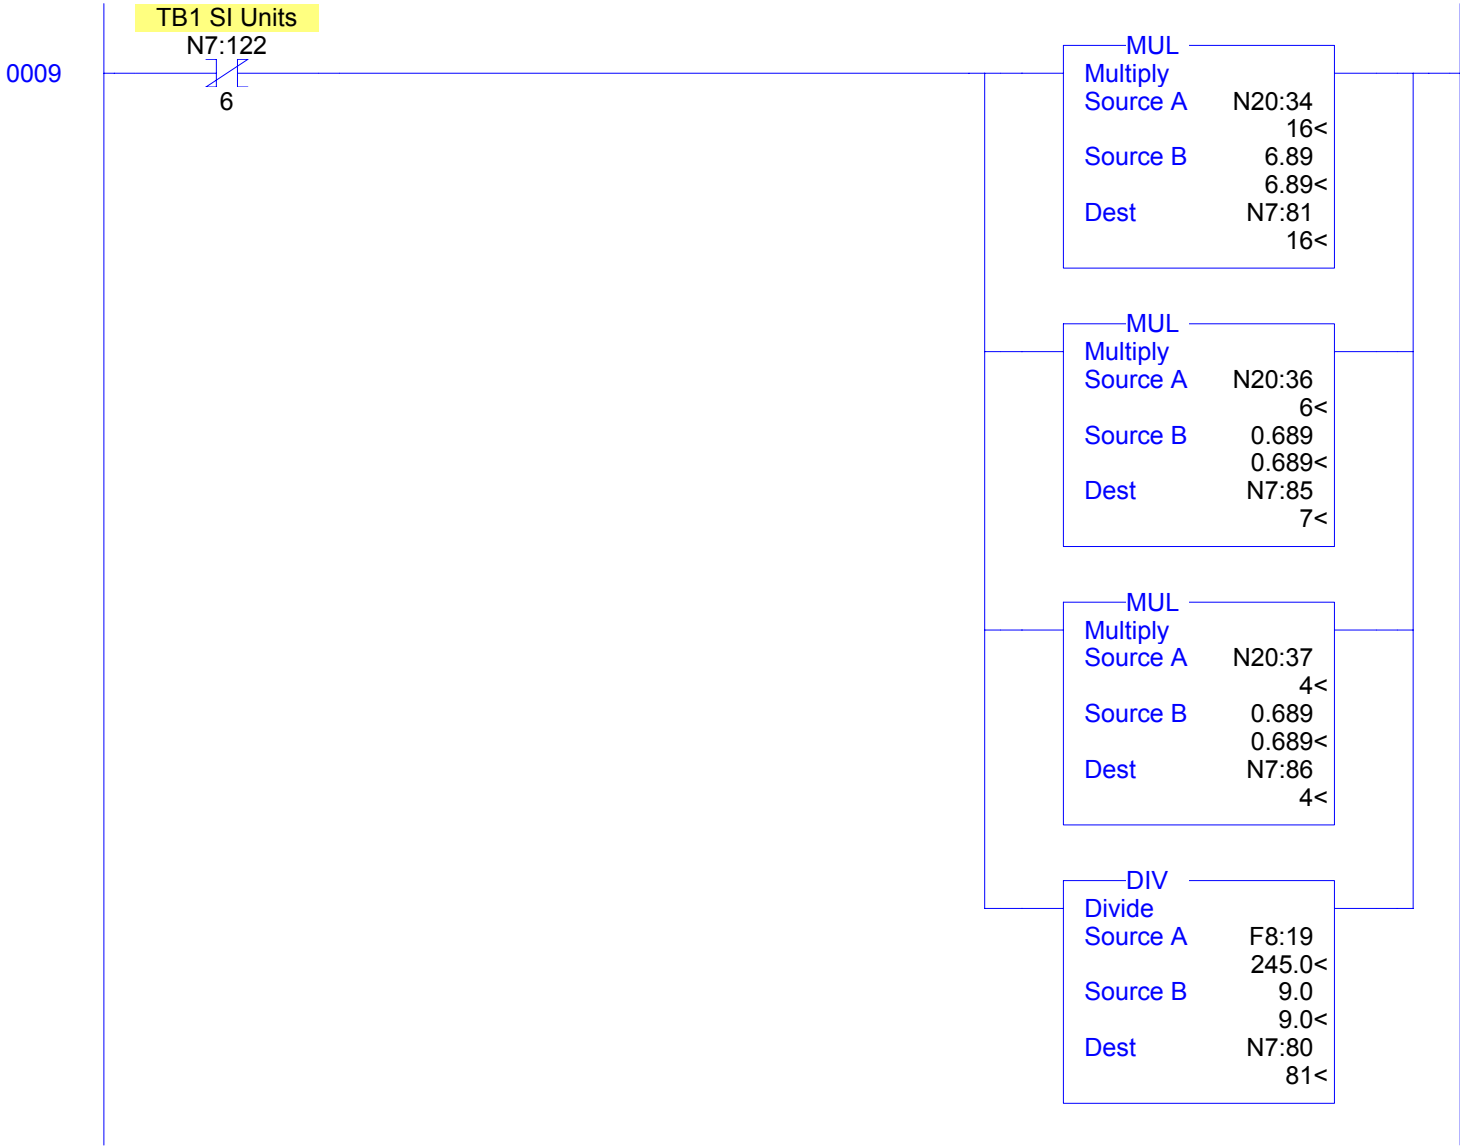 TB1 SI Units
N7:122
0009
6
MUL
Multiply
Source A N20:34
16<
Source B 6.89
6.89<
Dest N7:81
16<
MUL
Multiply
Source A N20:36
6<
Source B 0.689
0.689<
Dest N7:85
7<
MUL
Multiply
Source A N20:37
4<
Source B 0.689
0.689<
Dest N7:86
4<
DIV
Divide
Source A F8:19
245.0<
Source B 9.0
9.0<
Dest N7:80
81<